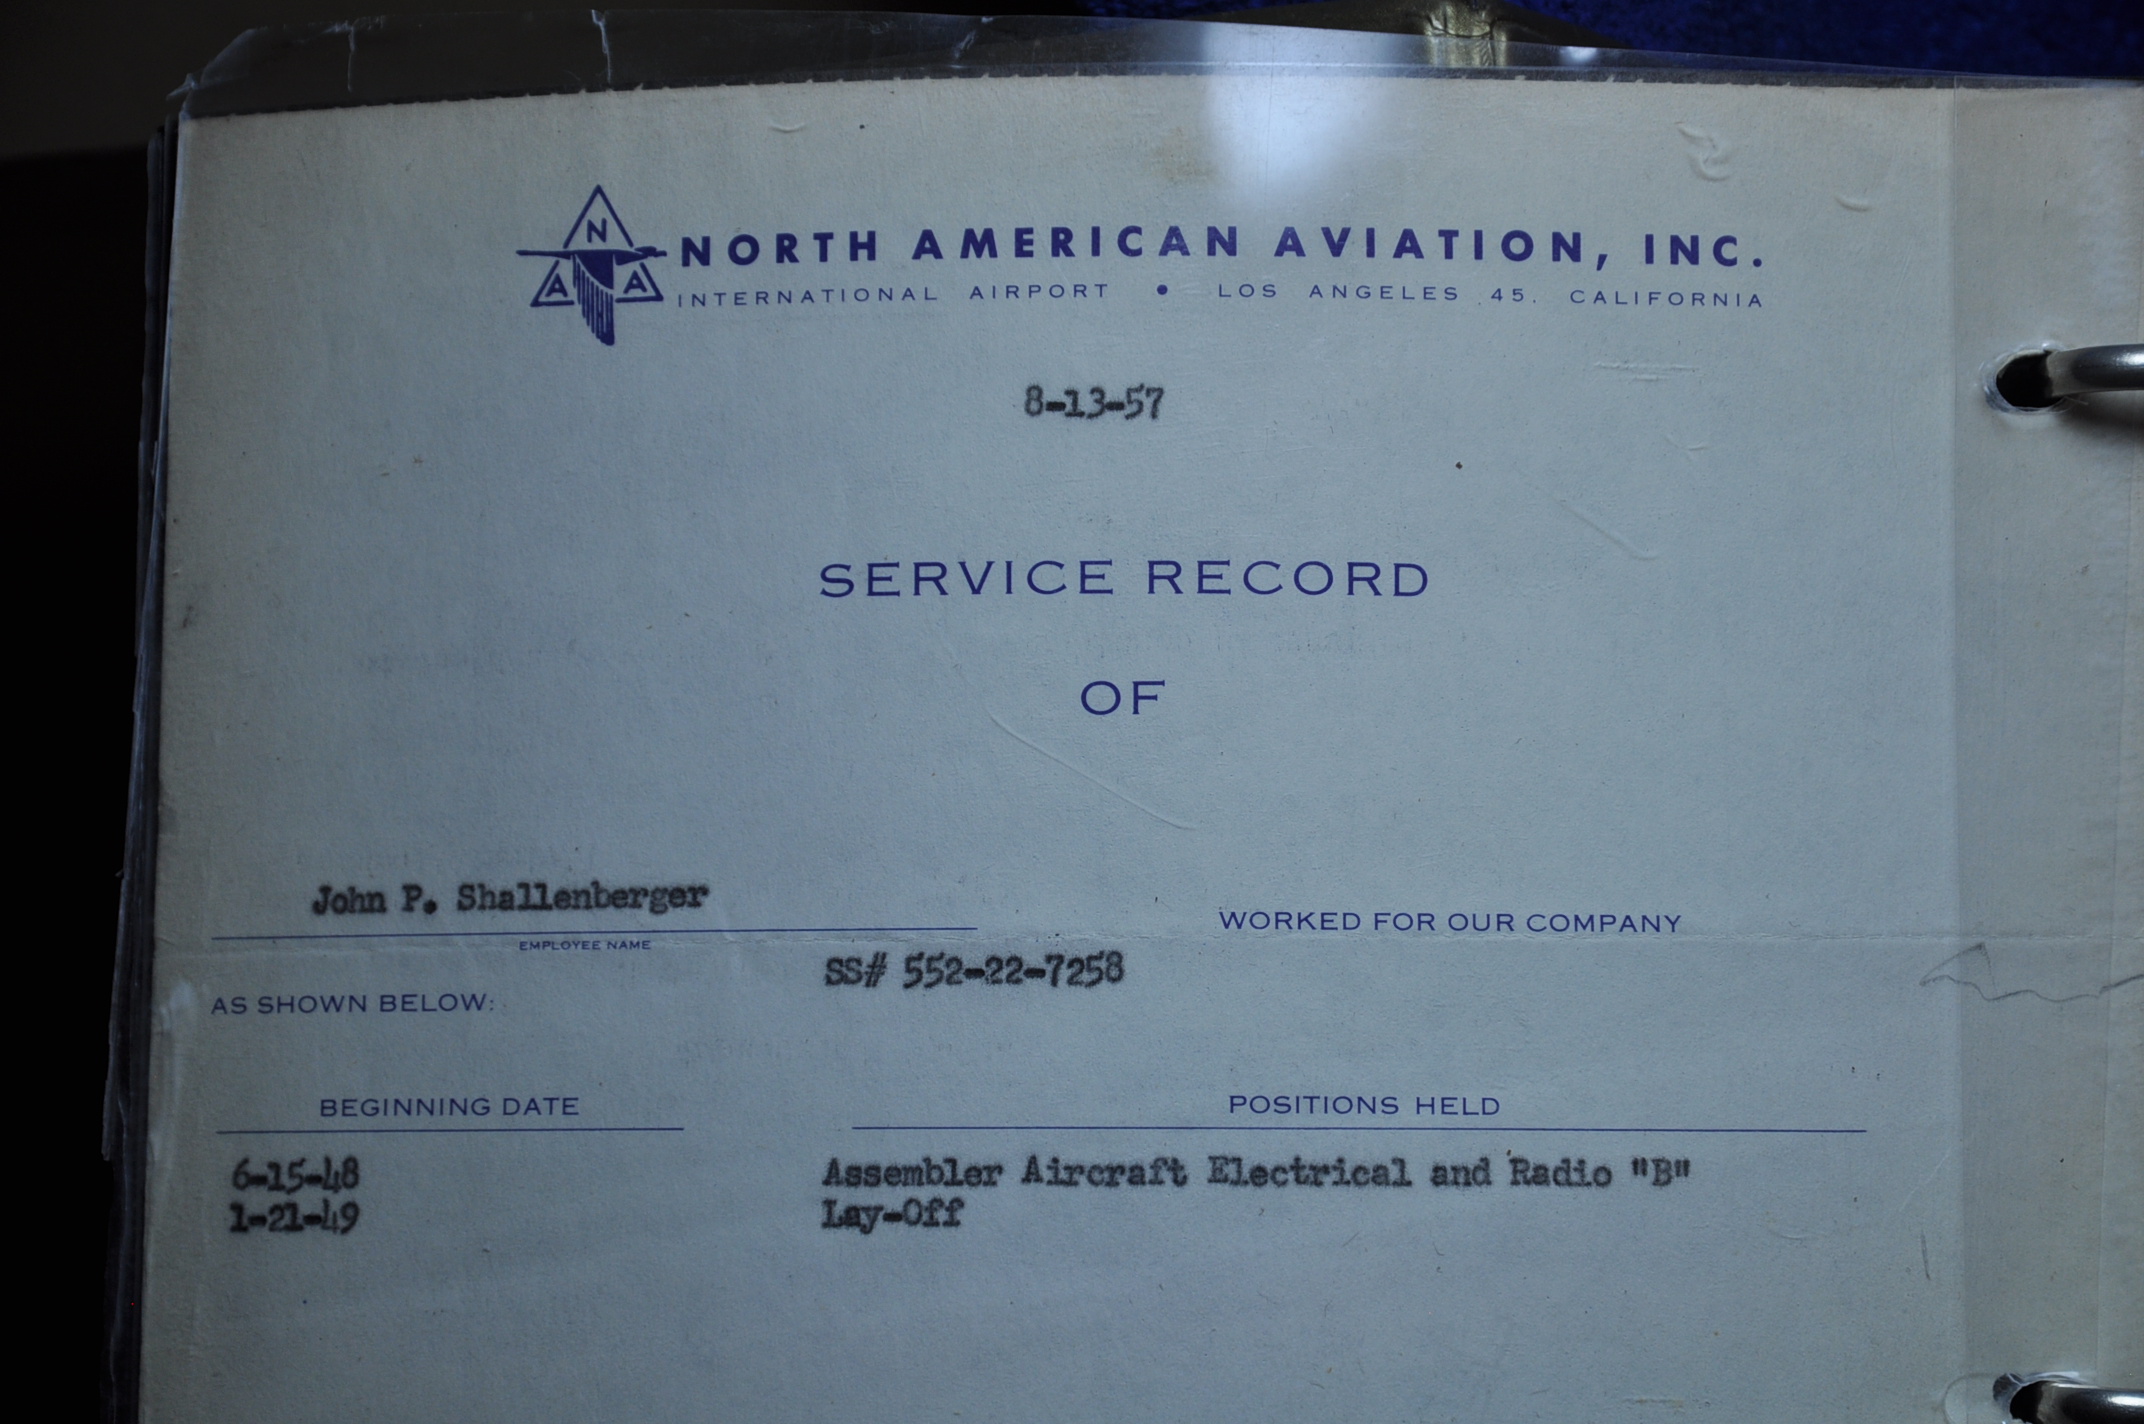 N
A A
NORTH AMERICAN AVIATION, INC.
INTERNATIONAL AIRPORT • LOS ANGELES 45, CALIFORNIA
8-13-57
SERVICE RECORD
OF
John P. Shallenberger
EMPLOYEE NAME
WORKED FOR OUR COMPANY
SS# 552-22-7258
AS SHOWN BELOW:
BEGINNING DATE POSITIONS HELD
6-15-48 Assembler Aircraft Electrical and Radio "B"
1-21-49 Lay-Off